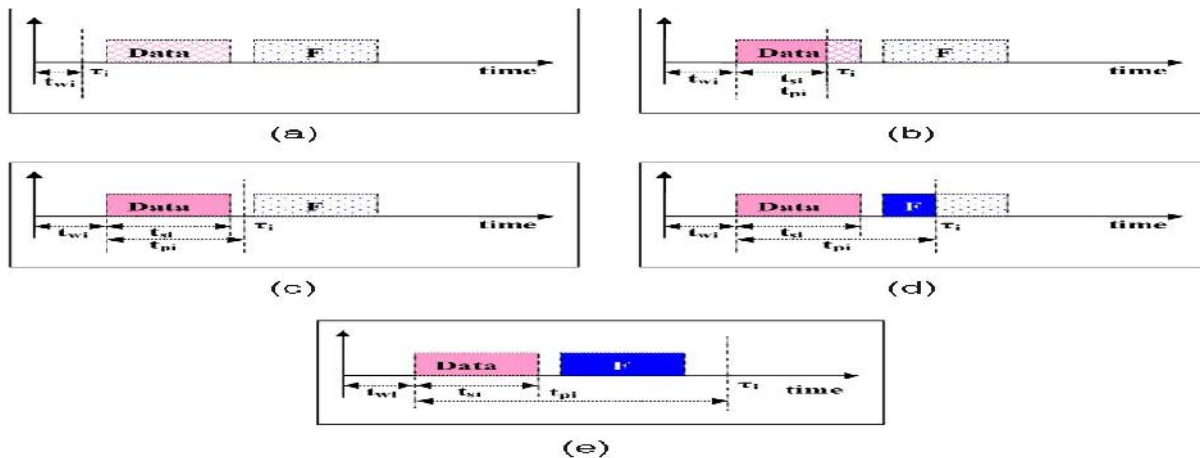 Data F
t_wi τ_i time
(a)
Data F
t_wi t_si τ_i time
t_pi
(b)
Data F
t_wi t_si τ_i time
t_pi
(c)
Data F
t_wi t_si τ_i time
t_pi
(d)
Data F
t_wi t_si t_pi τ_i time
(e)